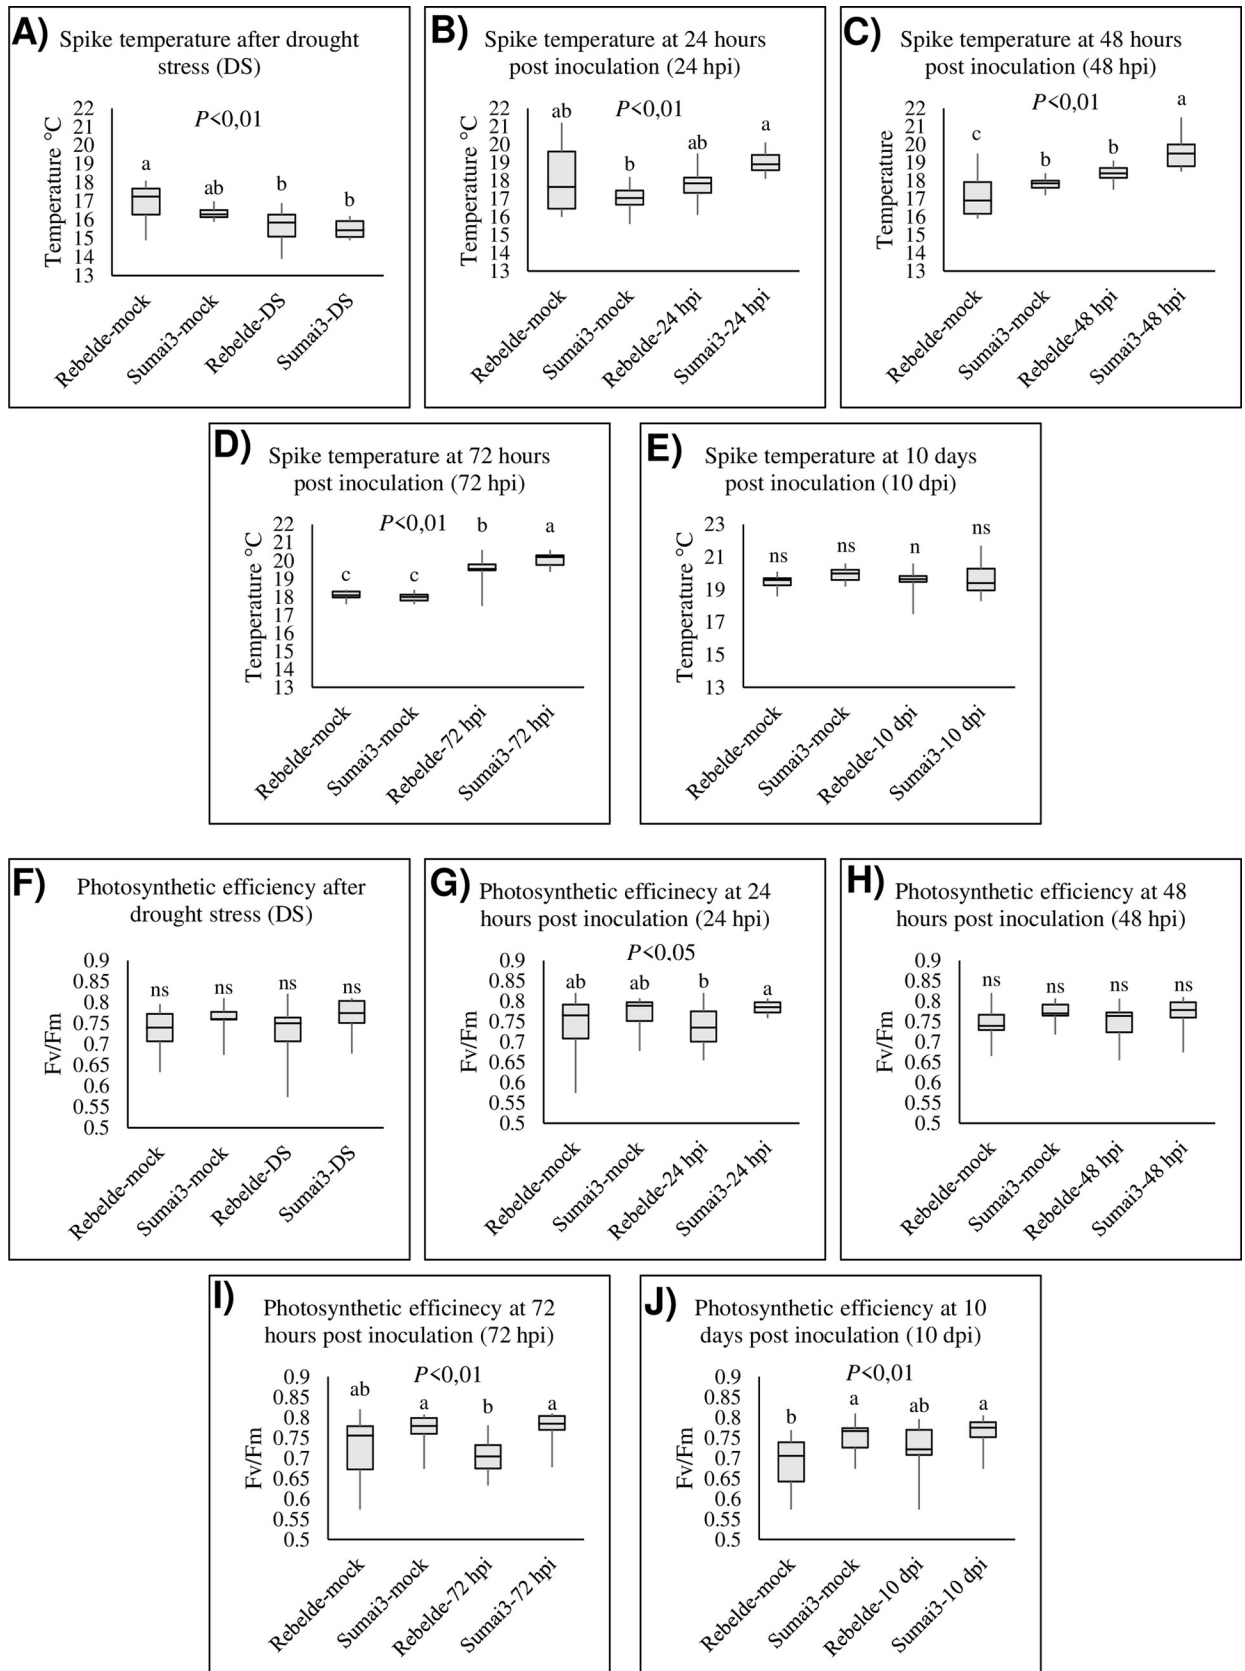 A) Spike temperature after drought
stress (DS)
P<0,01
Temperature °C
22
21
20
19
18
17
16
15
14
13
a
ab
b
b
Rebelde-mock
Sumai3-mock
Rebelde-DS
Sumai3-DS
B) Spike temperature at 24 hours
post inoculation (24 hpi)
P<0,01
Temperature °C
22
21
20
19
18
17
16
15
14
13
ab
b
ab
a
Rebelde-mock
Sumai3-mock
Rebelde-24 hpi
Sumai3-24 hpi
C) Spike temperature at 48 hours
post inoculation (48 hpi)
P<0,01
Temperature
22
21
20
19
18
17
16
15
14
13
c
b
b
a
Rebelde-mock
Sumai3-mock
Rebelde-48 hpi
Sumai3-48 hpi
D) Spike temperature at 72 hours
post inoculation (72 hpi)
P<0,01
Temperature °C
22
21
20
19
18
17
16
15
14
13
c
c
b
a
Rebelde-mock
Sumai3-mock
Rebelde-72 hpi
Sumai3-72 hpi
E) Spike temperature at 10 days
post inoculation (10 dpi)
Temperature °C
23
21
19
17
15
13
ns
ns
n
ns
Rebelde-mock
Sumai3-mock
Rebelde-10 dpi
Sumai3-10 dpi
F) Photosynthetic efficiency after
drought stress (DS)
Fv/Fm
0.9
0.85
0.8
0.75
0.7
0.65
0.6
0.55
0.5
ns
ns
ns
ns
Rebelde-mock
Sumai3-mock
Rebelde-DS
Sumai3-DS
G) Photosynthetic efficinecy at 24
hours post inoculation (24 hpi)
P<0,05
Fv/Fm
0.9
0.85
0.8
0.75
0.7
0.65
0.6
0.55
0.5
ab
ab
b
a
Rebelde-mock
Sumai3-mock
Rebelde-24 hpi
Sumai3-24 hpi
H) Photosynthetic efficiency at 48
hours post inoculation (48 hpi)
Fv/Fm
0.9
0.85
0.8
0.75
0.7
0.65
0.6
0.55
0.5
ns
ns
ns
ns
Rebelde-mock
Sumai3-mock
Rebelde-48 hpi
Sumai3-48 hpi
I) Photosynthetic efficinecy at 72
hours post inoculation (72 hpi)
P<0,01
Fv/Fm
0.9
0.85
0.8
0.75
0.7
0.65
0.6
0.55
0.5
ab
a
b
a
Rebelde-mock
Sumai3-mock
Rebelde-72 hpi
Sumai3-72 hpi
J) Photosynthetic efficiency at 10
days post inoculation (10 dpi)
P<0,01
Fv/Fm
0.9
0.85
0.8
0.75
0.7
0.65
0.6
0.55
0.5
b
a
ab
a
Rebelde-mock
Sumai3-mock
Rebelde-10 dpi
Sumai3-10 dpi